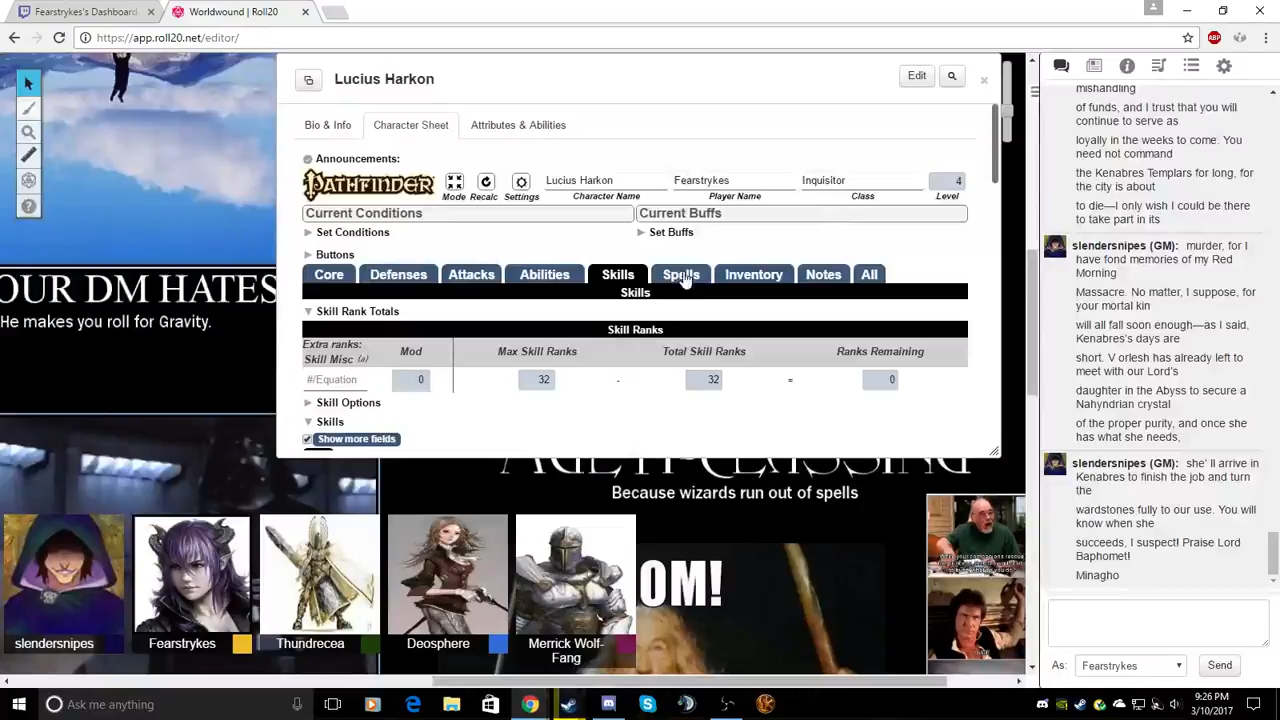 Fearstrykes's Dashboard
Worldwound | Roll20
https://app.roll20.net/editor/
ABP
Lucius Harkon
Edit
Bio & Info
Character Sheet
Attributes & Abilities
Announcements:
PATHFINDER
Mode
Recalc
Settings
Lucius Harkon
Character Name
Fearstrykes
Player Name
Inquisitor
Class
4
Level
Current Conditions
Current Buffs
Set Conditions
Set Buffs
Buttons
Core
Defenses
Attacks
Abilities
Skills
Spells
Inventory
Notes
All
Skills
Skill Rank Totals
Skill Ranks
Extra ranks:
Skill Misc (a)
Mod
Max Skill Ranks
Total Skill Ranks
Ranks Remaining
#/Equation
0
32
-
32
=
0
Skill Options
Skills
Show more fields
OUR DM HATES
He makes you roll for Gravity.
Because wizards run out of spells
OM!
slendersnipes
Fearstrykes
Thundrecea
Deosphere
Merrick Wolf-
Fang
mishandling
of funds, and I trust that you
will continue to serve as
loyally in the weeks to come. You
need not command
the Kenabres Templars for long, for
the city is about
to die—I only wish I could be there
to take part in its
slendersnipes (GM): murder, for I
have fond memories of my Red
Morning
Massacre. No matter, I suppose, for
your mortal kin
will all fall soon enough—as I said,
Kenabres's days are
short. V orlesh has already left to
meet with our Lord's
daughter in the Abyss to secure a
Nahyndrian crystal
of the proper purity, and once she
has what she needs,
slendersnipes (GM): she' ll arrive in
Kenabres to finish the job and turn
the
wardstones fully to our use. You will
know when she
succeeds, I suspect! Praise Lord
Baphomet!
Minagho
As:
Fearstrykes
Send
Ask me anything
9:26 PM
3/10/2017